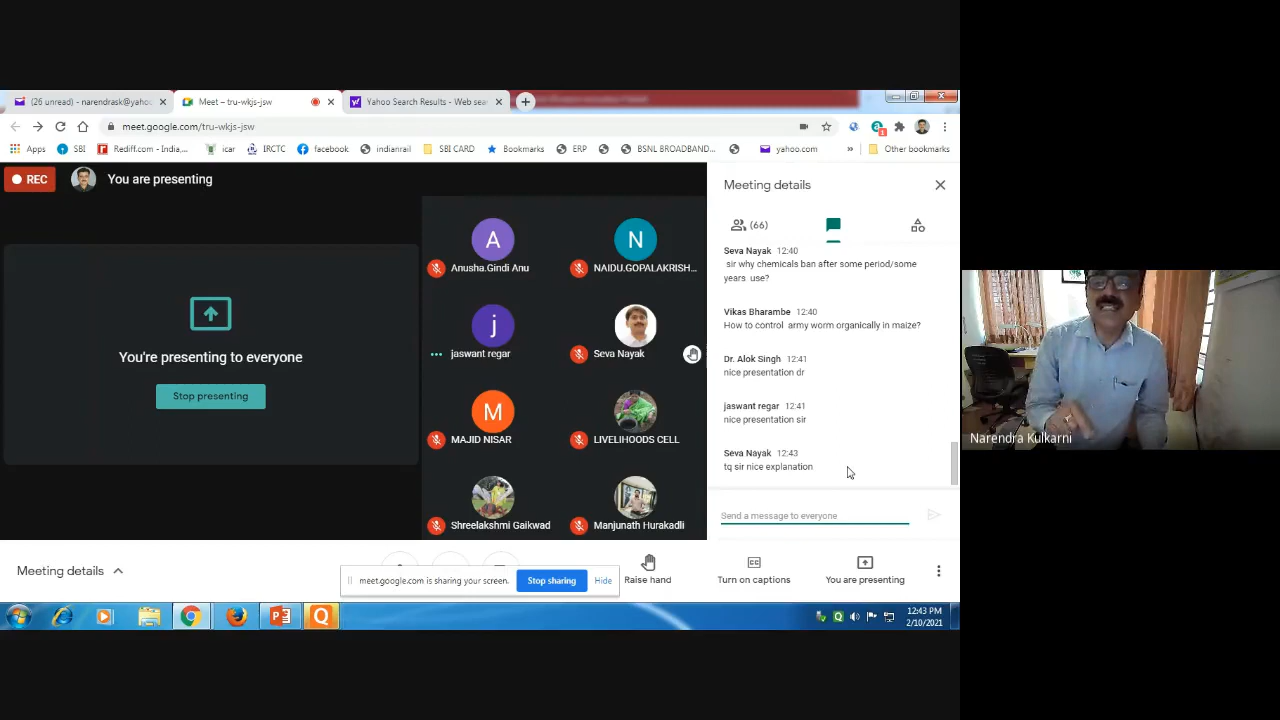 (26 unread) - narendrask@yaho
Meet – tru-wkjs-jsw
Yahoo Search Results - Web sea
meet.google.com/tru-wkjs-jsw
Apps
SBI
Rediff.com - India,...
icar
IRCTC
facebook
indianrail
SBI CARD
Bookmarks
ERP
BSNL BROADBAND...
yahoo.com
»
Other bookmarks
REC
You are presenting
Meeting details
(66)
A
Anusha.Gindi Anu
N
NAIDU.GOPALAKRISH...
j
jaswant regar
Seva Nayak
M
MAJID NISAR
LIVELIHOODS CELL
Shreelakshmi Gaikwad
Manjunath Hurakadli
You're presenting to everyone
Stop presenting
Seva Nayak 12:40
sir why chemicals ban after some period/some
years use?
Vikas Bharambe 12:40
How to control army worm organically in maize?
Dr. Alok Singh 12:41
nice presentation dr
jaswant regar 12:41
nice presentation sir
Seva Nayak 12:43
tq sir nice explanation
Send a message to everyone
Narendra Kulkarni
Meeting details
meet.google.com is sharing your screen.
Stop sharing
Hide
Raise hand
Turn on captions
You are presenting
12:43 PM
2/10/2021